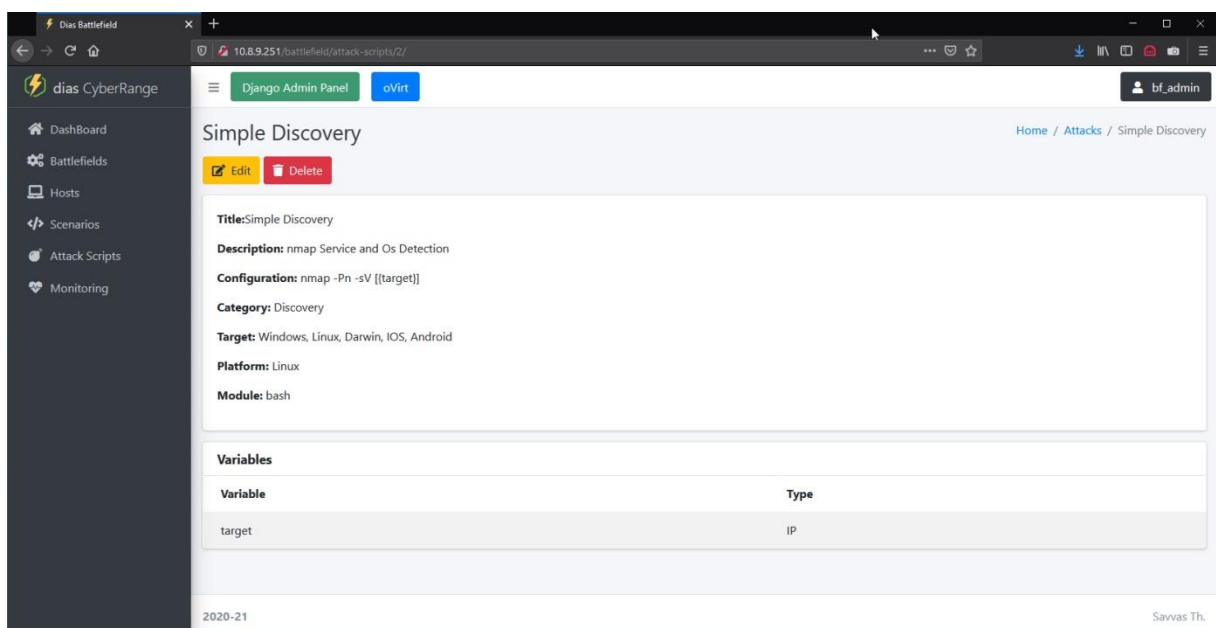 Dias Battlefield
10.8.9.251/battlefield/attack-scripts/2/
dias CyberRange
Django Admin Panel
oVirt
bf_admin
DashBoard
Battlefields
Hosts
Scenarios
Attack Scripts
Monitoring
Simple Discovery
Home / Attacks / Simple Discovery
Edit
Delete
Title:Simple Discovery
Description: nmap Service and Os Detection
Configuration: nmap -Pn -sV [{target}]
Category: Discovery
Target: Windows, Linux, Darwin, IOS, Android
Platform: Linux
Module: bash
Variables
Variable Type
target IP
2020-21
Savvas Th.